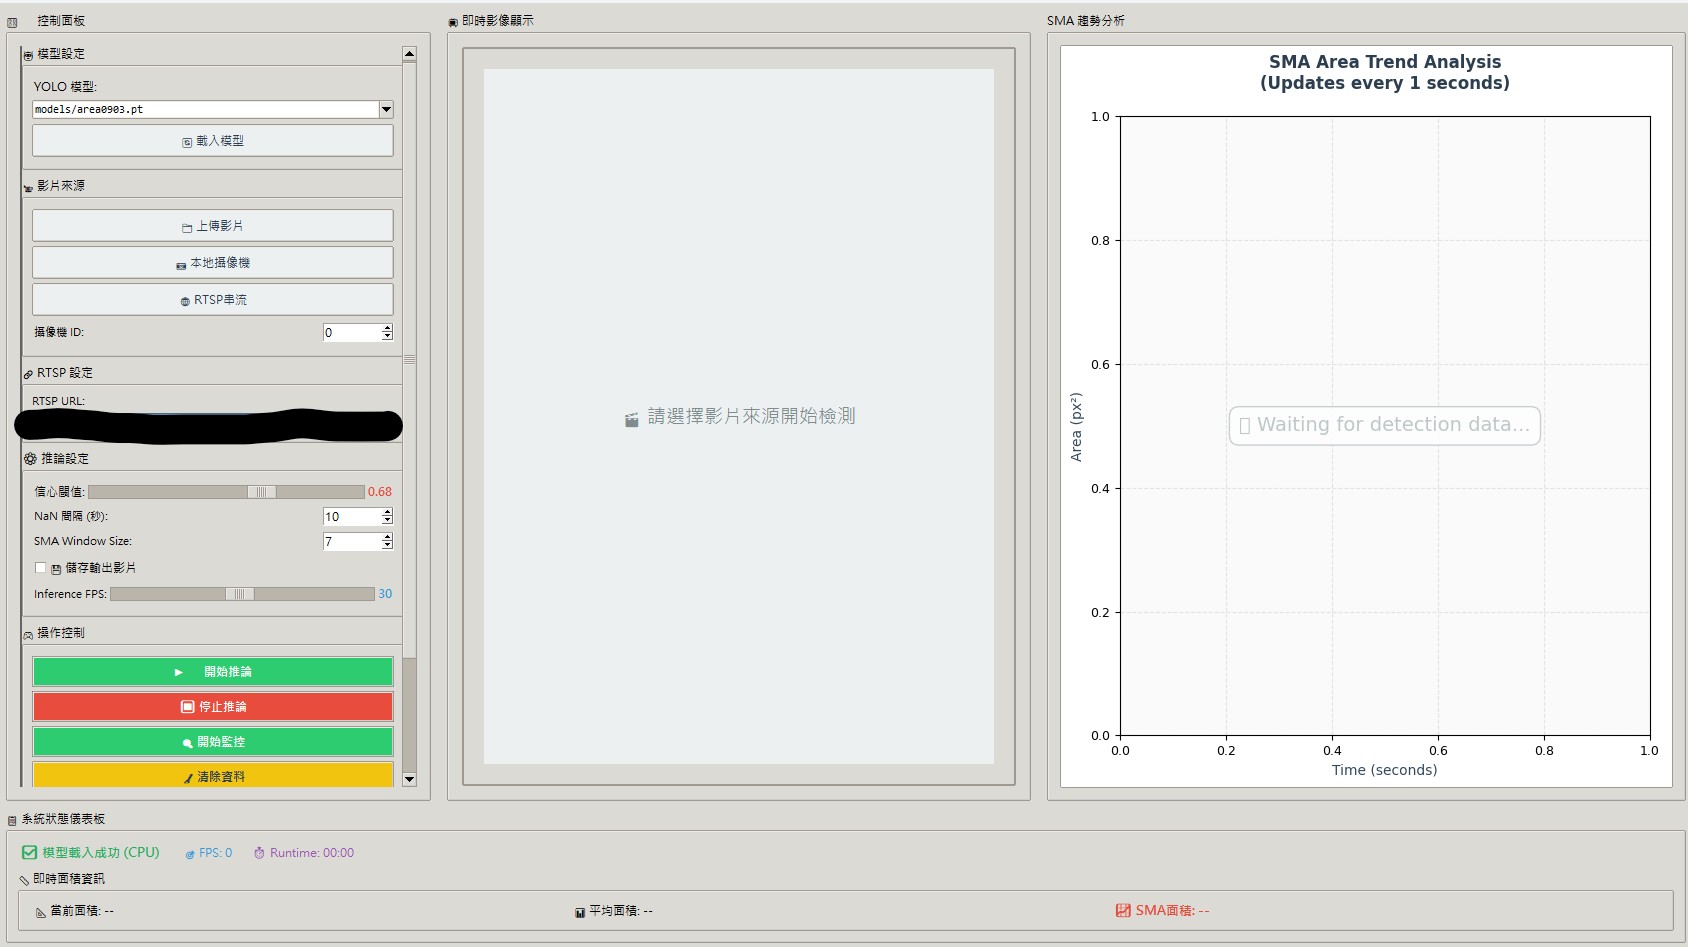 控制面板
模型設定
YOLO 模型:
models/area0903.pt
載入模型
影片來源
上傳影片
本地攝像機
RTSP串流
攝像機 ID:
0
RTSP 設定
RTSP URL:
推論設定
信心閾值:
0.68
NaN 間隔 (秒):
10
SMA Window Size:
7
儲存輸出影片
Inference FPS:
30
操作控制
開始推論
停止推論
開始監控
清除資料
即時影像顯示
請選擇影片來源開始檢測
SMA 趨勢分析
SMA Area Trend Analysis
(Updates every 1 seconds)
1.0
0.8
0.6
0.4
0.2
0.0
Area (px²)
Waiting for detection data...
0.0 0.2 0.4 0.6 0.8 1.0
Time (seconds)
系統狀態儀表板
模型載入成功 (CPU)
FPS: 0
Runtime: 00:00
即時面積資訊
當前面積: --
平均面積: --
SMA面積: --